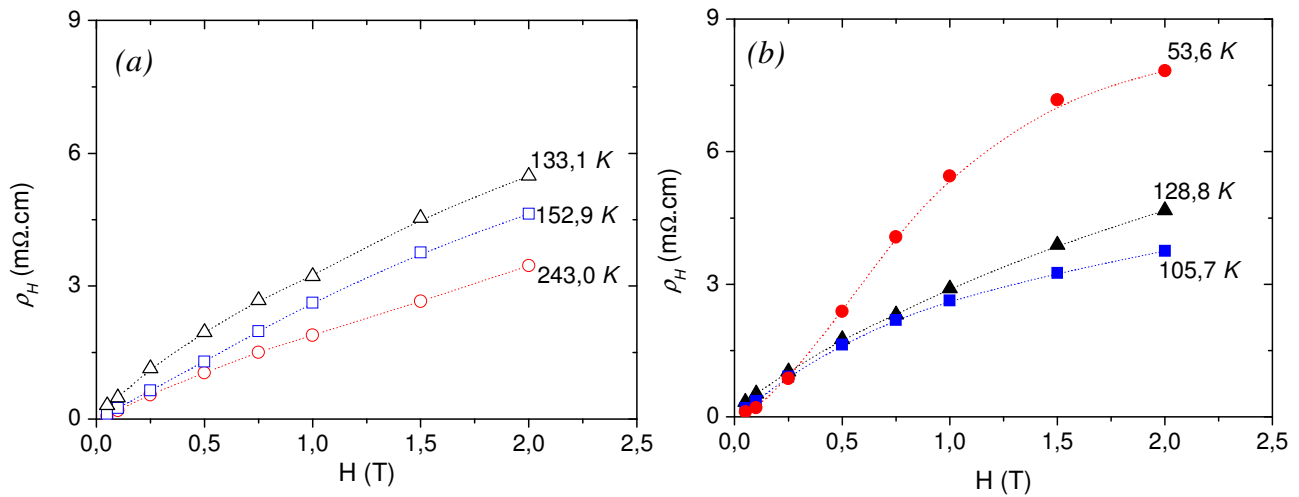 (a)
ρH (mΩ.cm)
9
6
3
0
133,1 K
152,9 K
243,0 K
0,0 0,5 1,0 1,5 2,0 2,5
H (T)
(b)
ρH (mΩ.cm)
9
6
3
0
53,6 K
128,8 K
105,7 K
0,0 0,5 1,0 1,5 2,0 2,5
H (T)